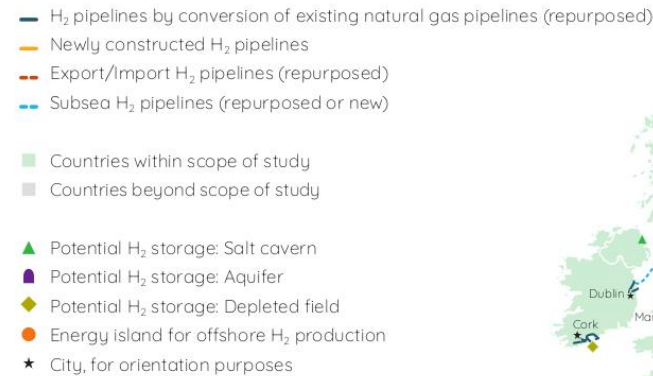 H₂ pipelines by conversion of existing natural gas pipelines (repurposed)
Newly constructed H₂ pipelines
Export/Import H₂ pipelines (repurposed)
Subsea H₂ pipelines (repurposed or new)
Countries within scope of study
Countries beyond scope of study
Potential H₂ storage: Salt cavern
Potential H₂ storage: Aquifer
Potential H₂ storage: Depleted field
Energy island for offshore H₂ production
City, for orientation purposes
Dublin
Cork